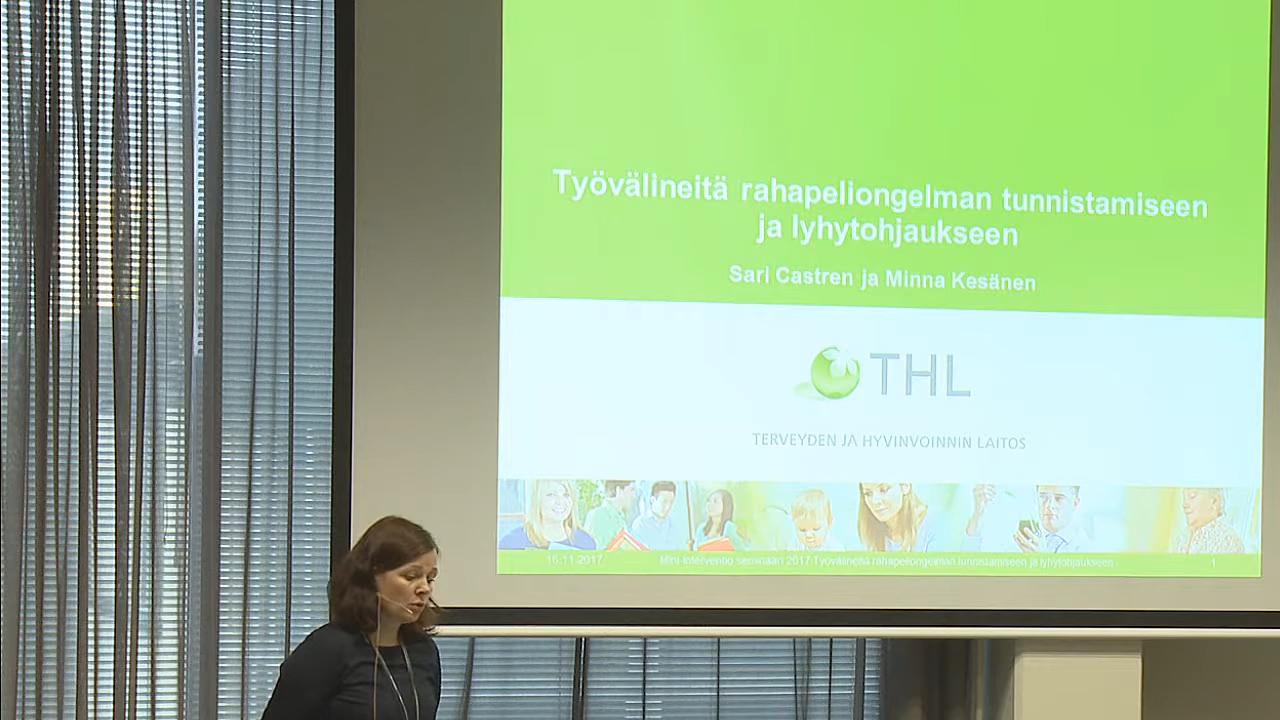 Työvälineitä rahapeliongelman tunnistamiseen
ja lyhytohjaukseen
Sari Castren ja Minna Kesänen
THL
TERVEYDEN JA HYVINVOINNIN LAITOS
16.11.2017
Mini-interventio seminaari 2017:Työvälineitä rahapeliongelman tunnistamiseen ja lyhytohjaukseen
1